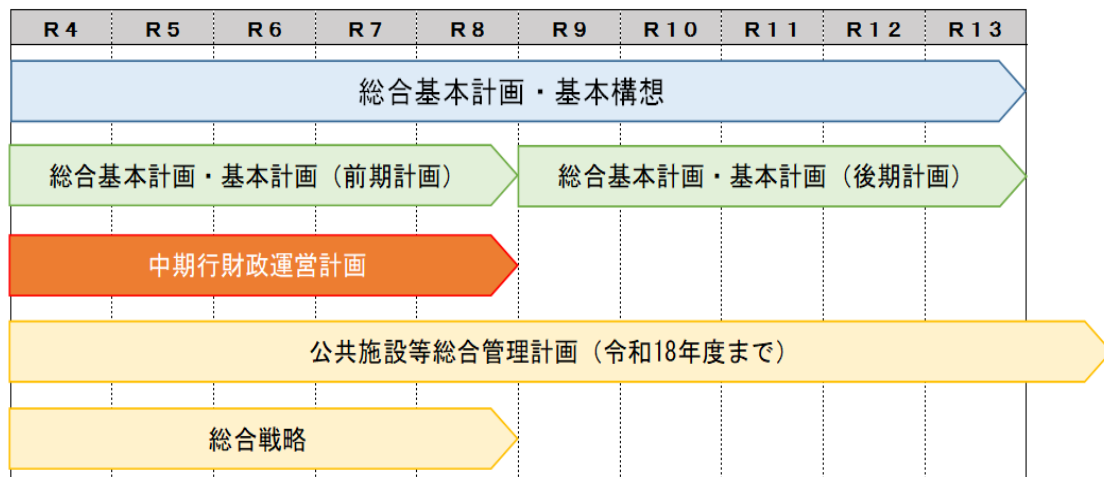 R4 R5 R6 R7 R8 R9 R10 R11 R12 R13
総合基本計画・基本構想
総合基本計画・基本計画（前期計画） 総合基本計画・基本計画（後期計画）
中期行財政運営計画
公共施設等総合管理計画（令和18年度まで）
総合戦略